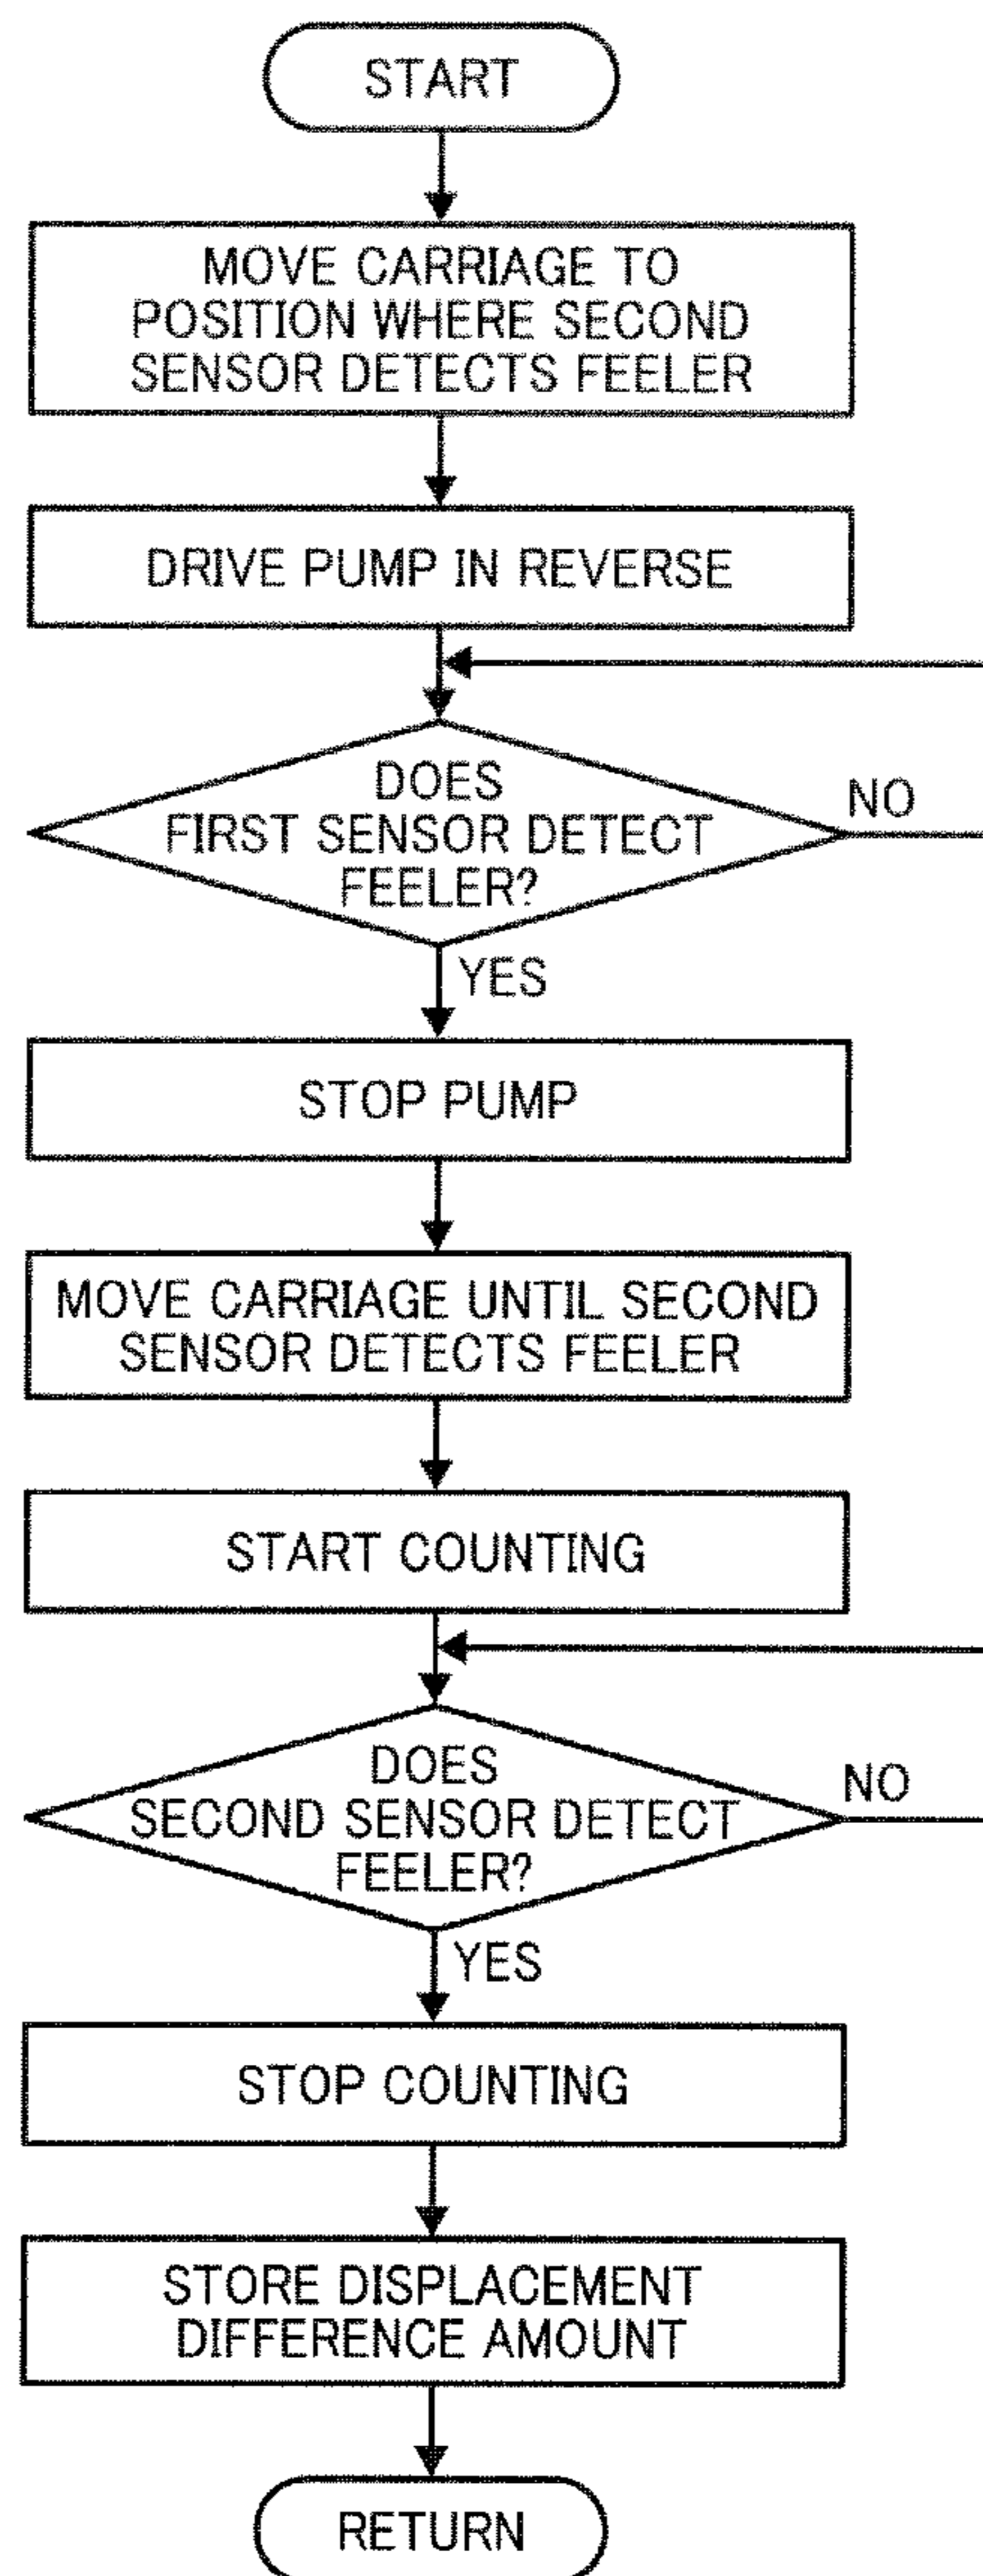 START
MOVE CARRIAGE TO
POSITION WHERE SECOND
SENSOR DETECTS FEELER
DRIVE PUMP IN REVERSE
DOES
FIRST SENSOR DETECT
FEELER?
NO
YES
STOP PUMP
MOVE CARRIAGE UNTIL SECOND
SENSOR DETECTS FEELER
START COUNTING
DOES
SECOND SENSOR DETECT
FEELER?
NO
YES
STOP COUNTING
STORE DISPLACEMENT
DIFFERENCE AMOUNT
RETURN